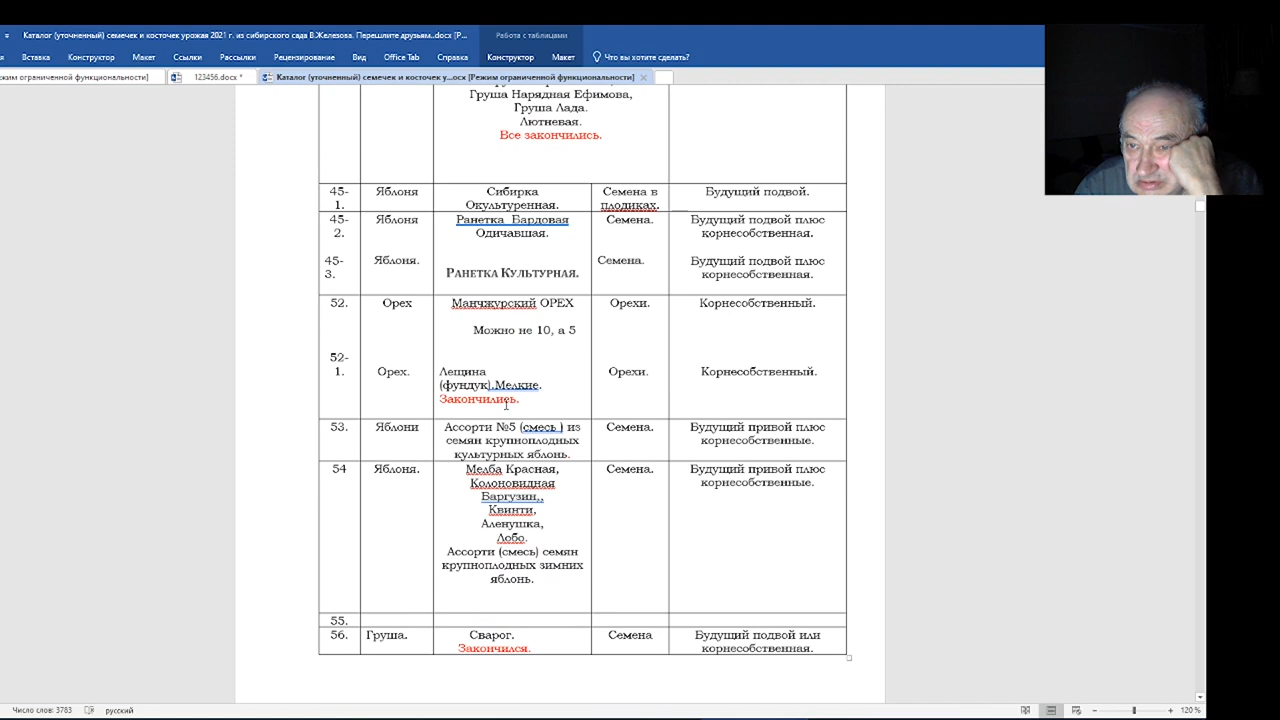 Каталог (уточненный) семечек и косточек урожая 2021 г. из сибирского сада В.Железова. Перешлите друзьям..docx [Р...
Работа с таблицами
Вставка Конструктор Макет Ссылки Рассылки Рецензирование Вид Office Tab Справка Конструктор Макет Что вы хотите сделать?
ежим ограниченной функциональности] 123456.docx * Каталог (уточненный) семечек и косточек у...осх [Режим ограниченной функциональности]
Груша Нарядная Ефимова,
Груша Лада.
Лютневая.
Все закончились.
45- Яблоня Сибирка Семена в Будущий подвой.
1. Окультуренная. плодиках.
45- Яблоня Ранетка Бардовая Семена. Будущий подвой плюс
2. Одичавшая. корнесобственная.
45- Яблоня. Семена. Будущий подвой плюс
3. Ранетка Культурная. корнесобственная.
52. Орех Манчжурский ОРЕХ Орехи. Корнесобственный.
Можно не 10, а 5
52-
1. Орех. Лещина Орехи. Корнесобственный.
(фундук).Мелкие.
Закончились.
53. Яблони Ассорти №5 (смесь ) из Семена. Будущий привой плюс
семян крупноплодных корнесобственные.
культурных яблонь.
54 Яблоня. Мелба Красная, Семена. Будущий привой плюс
Колоновидная корнесобственные.
Баргузин,,
Квинти,
Аленушка,
Лобо.
Ассорти (смесь) семян
крупноплодных зимних
яблонь.
55.
56. Груша. Сварог. Семена Будущий подвой или
Закончился. корнесобственная.
Число слов: 3783 русский 120 %